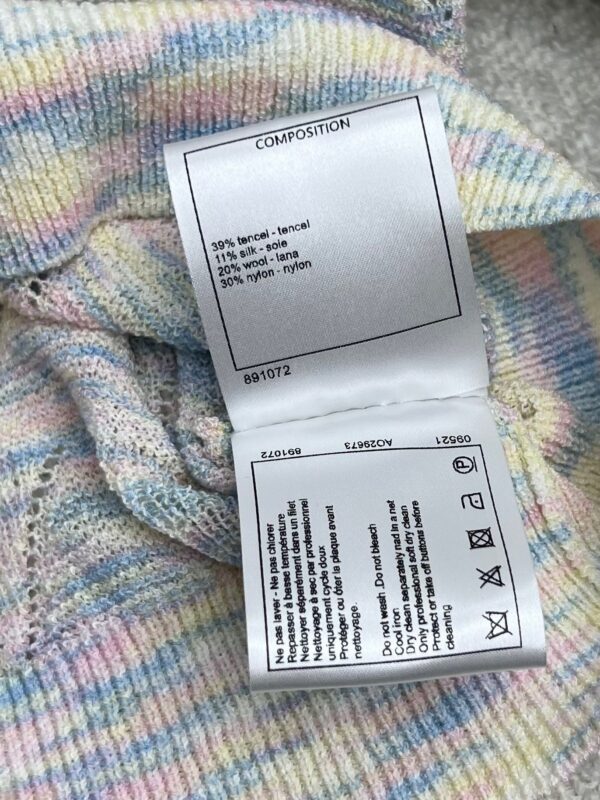 COMPOSITION
39% tencel - tencel
11% silk - soie
20% wool - lana
30% nylon - nylon
891072
891072 AO29673 09521
Ne pas laver - Ne pas chlorer
Repasser à basse température
Nettoyer séparément dans un filet
Nettoyage à sec par professionnel
uniquement cycle doux
Protéger ou ôter la plaque avant
nettoyage.
Do not wash .Do not bleach
Cool iron
Dry clean separately nad in a net
Only professional soft dry clean
Protect or take off buttons before
cleaning
P